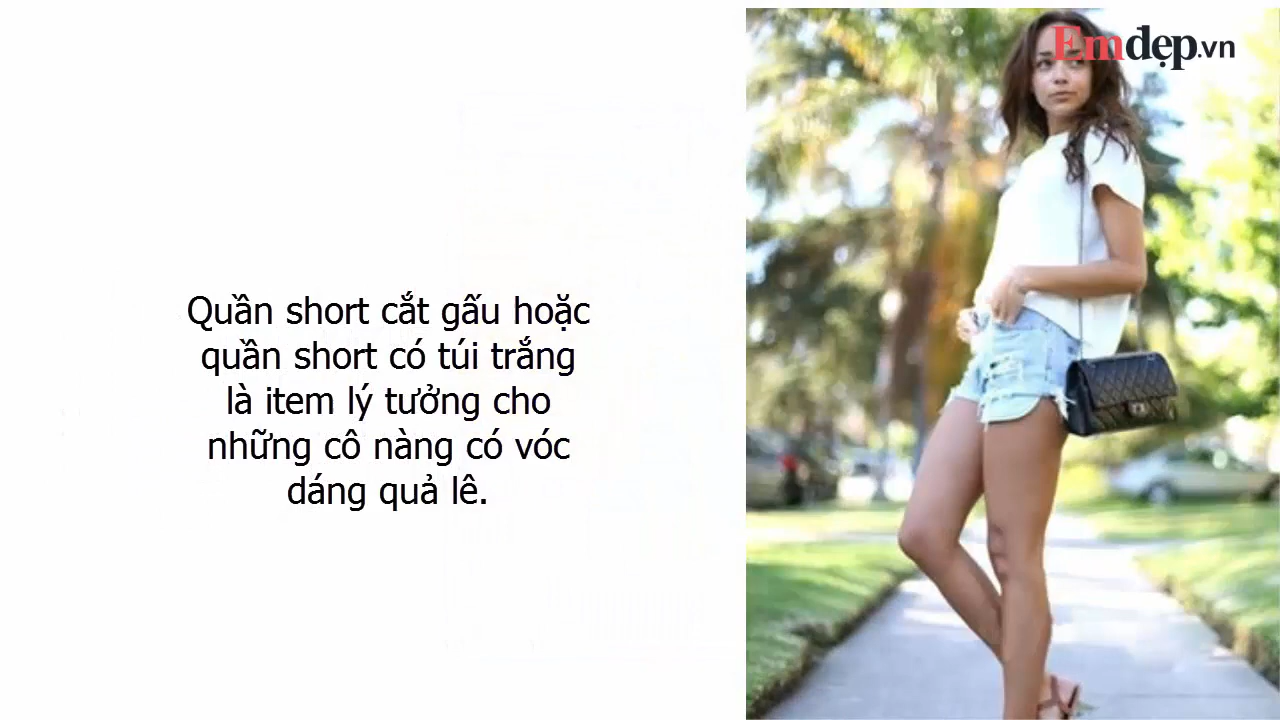 Emđẹp.vn
Quần short cắt gấu hoặc
quần short có túi trắng
là item lý tưởng cho
những cô nàng có vóc
dáng quả lê.